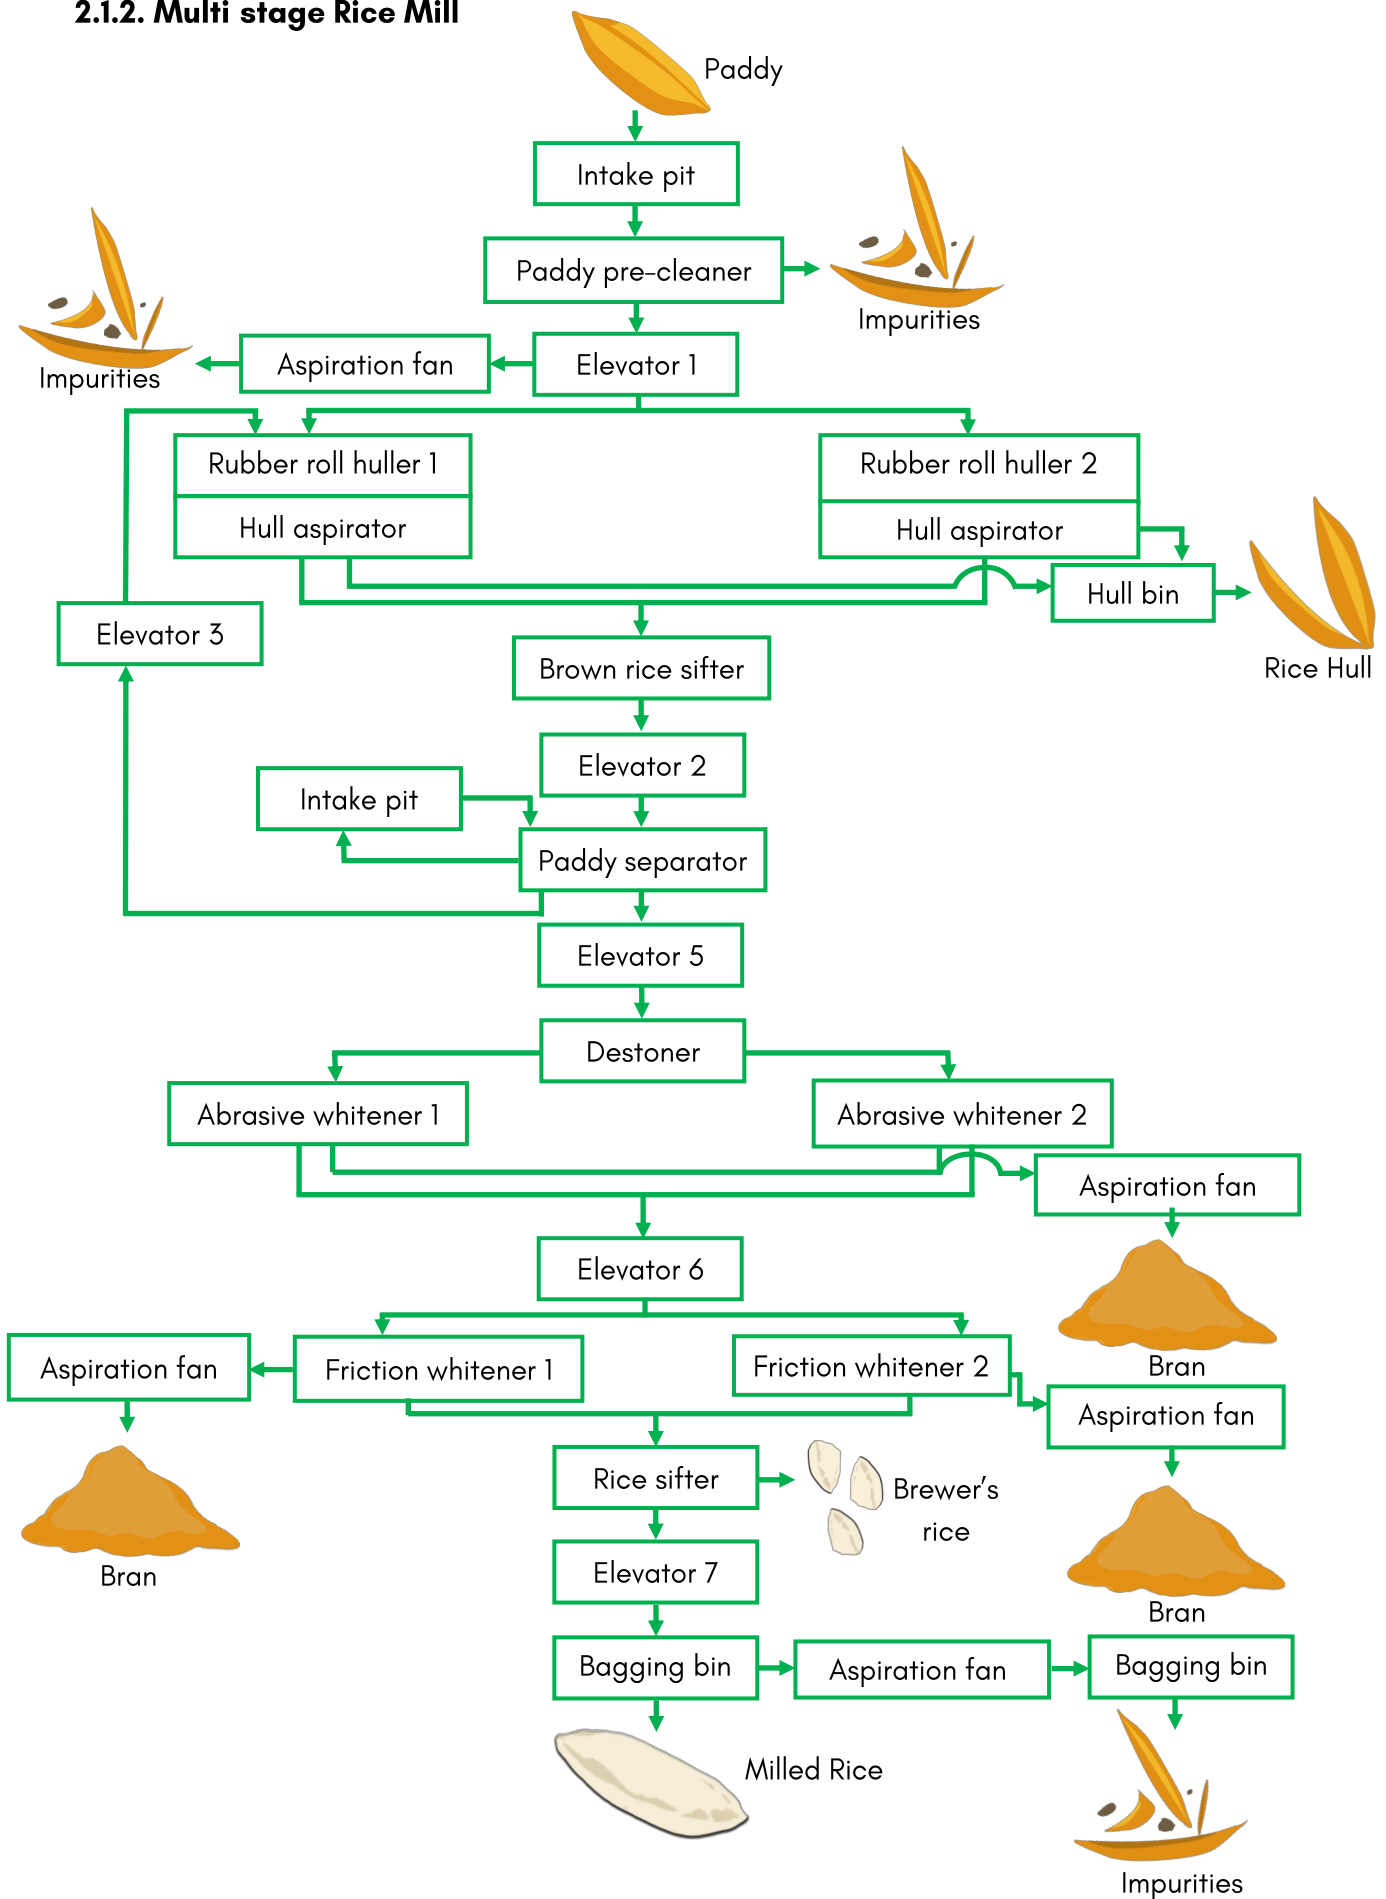 2.1.2. Multi stage Rice Mill
Paddy
Intake pit
Paddy pre-cleaner
Impurities
Elevator 1
Aspiration fan
Impurities
Rubber roll huller 1
Rubber roll huller 2
Hull aspirator
Hull aspirator
Hull bin
Rice Hull
Elevator 3
Brown rice sifter
Elevator 2
Intake pit
Paddy separator
Elevator 5
Destoner
Abrasive whitener 1
Abrasive whitener 2
Aspiration fan
Bran
Elevator 6
Aspiration fan
Friction whitener 1
Friction whitener 2
Aspiration fan
Bran
Bran
Rice sifter
Brewer's
rice
Elevator 7
Bagging bin
Aspiration fan
Bagging bin
Milled Rice
Impurities